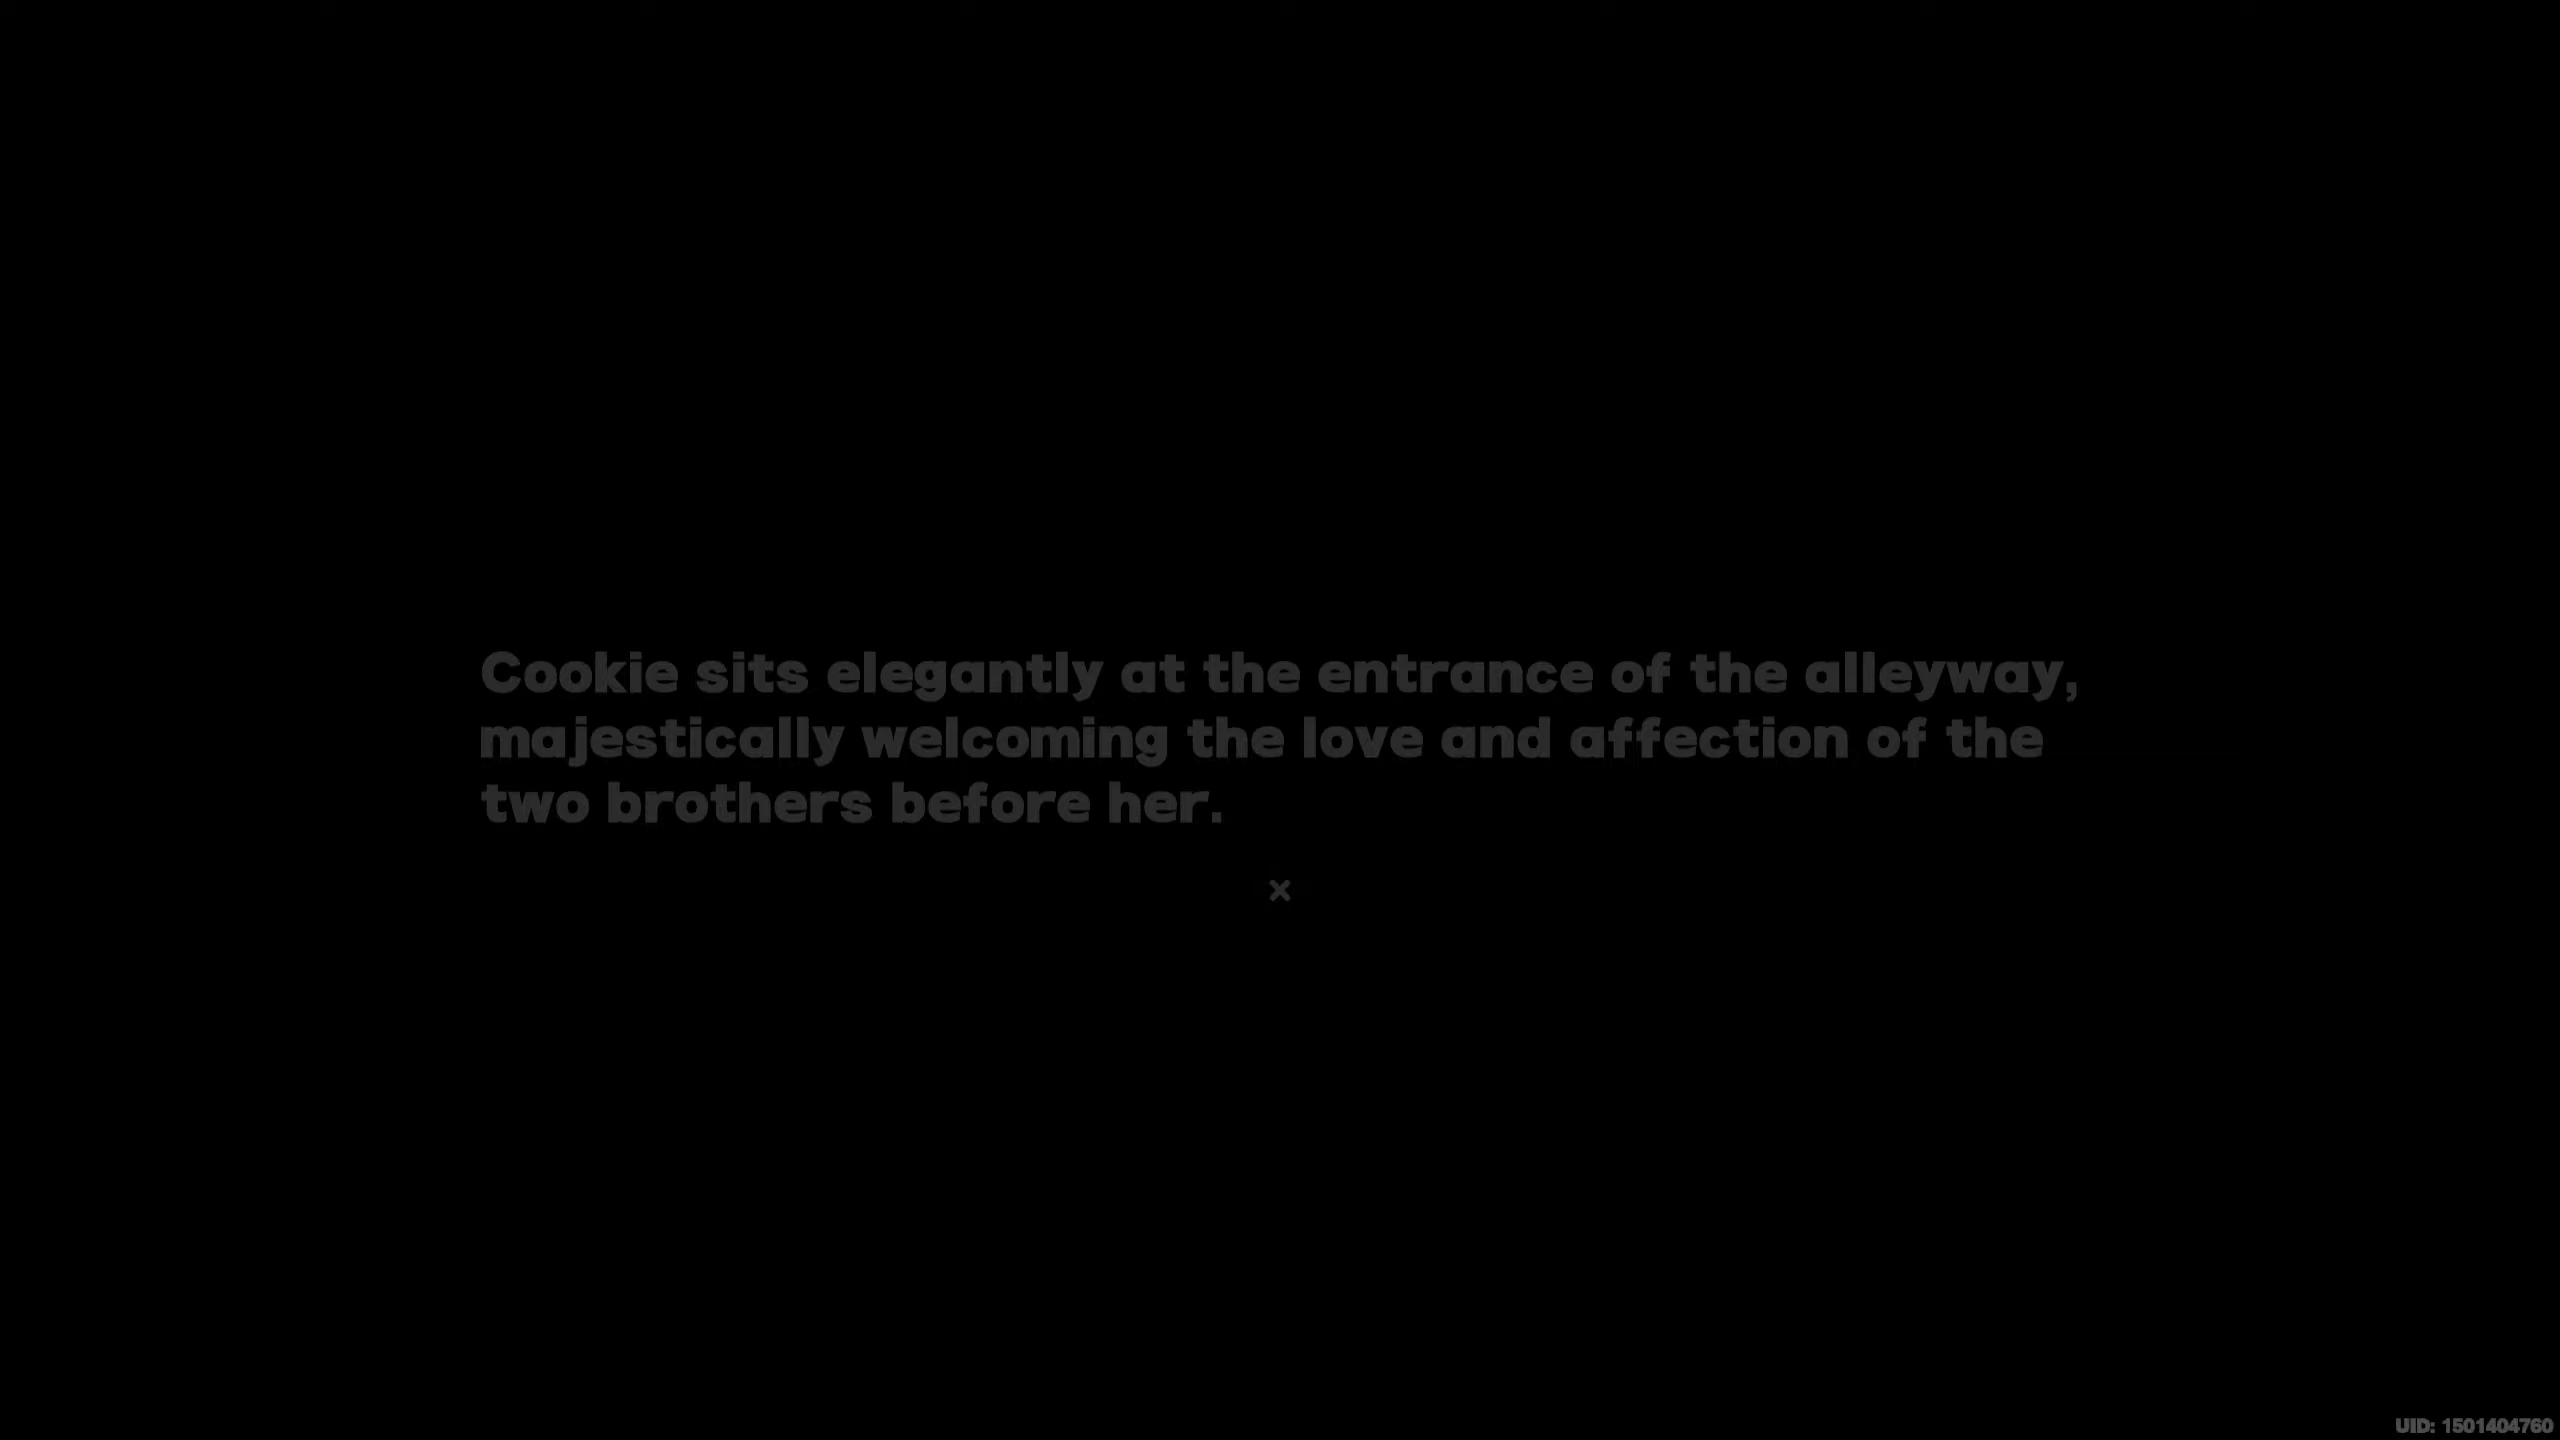 Cookie sits elegantly at the entrance of the alleyway,
majestically welcoming the love and affection of the
two brothers before her.
UID: 1501404760